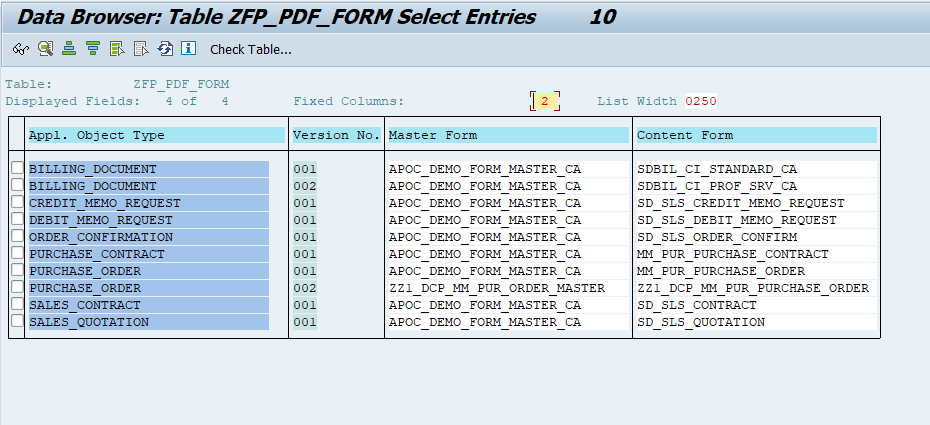 Data Browser: Table ZFP_PDF_FORM Select Entries 10
Check Table...
Table: ZFP_PDF_FORM
Displayed Fields: 4 of 4 Fixed Columns: 2 List Width 0250
Appl. Object Type Version No. Master Form Content Form
BILLING_DOCUMENT 001 APOC_DEMO_FORM_MASTER_CA SDBIL_CI_STANDARD_CA
BILLING_DOCUMENT 002 APOC_DEMO_FORM_MASTER_CA SDBIL_CI_PROF_SRV_CA
CREDIT_MEMO_REQUEST 001 APOC_DEMO_FORM_MASTER_CA SD_SLS_CREDIT_MEMO_REQUEST
DEBIT_MEMO_REQUEST 001 APOC_DEMO_FORM_MASTER_CA SD_SLS_DEBIT_MEMO_REQUEST
ORDER_CONFIRMATION 001 APOC_DEMO_FORM_MASTER_CA SD_SLS_ORDER_CONFIRM
PURCHASE_CONTRACT 001 APOC_DEMO_FORM_MASTER_CA MM_PUR_PURCHASE_CONTRACT
PURCHASE_ORDER 001 APOC_DEMO_FORM_MASTER_CA MM_PUR_PURCHASE_ORDER
PURCHASE_ORDER 002 ZZ1_DCP_MM_PUR_ORDER_MASTER ZZ1_DCP_MM_PUR_PURCHASE_ORDER
SALES_CONTRACT 001 APOC_DEMO_FORM_MASTER_CA SD_SLS_CONTRACT
SALES_QUOTATION 001 APOC_DEMO_FORM_MASTER_CA SD_SLS_QUOTATION